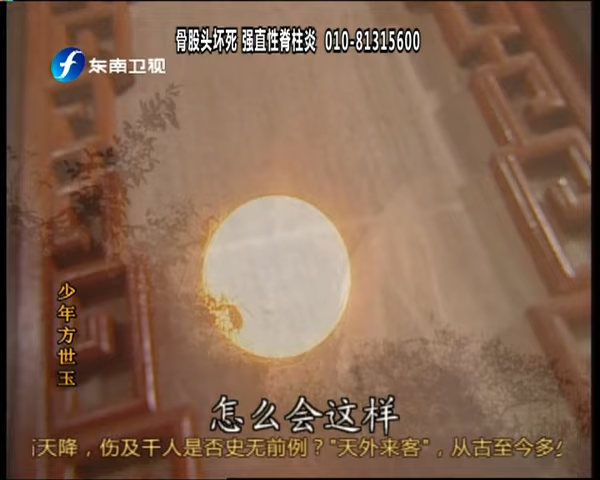 骨股头坏死 强直性脊柱炎 010-81315600
东南卫视
少年方世玉
怎么会这样
天降，伤及千人是否史无前例？"天外来客"，从古至今多